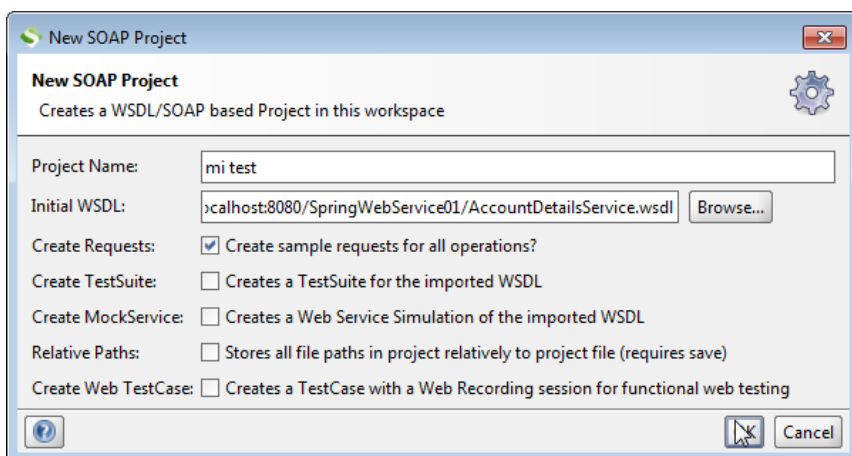 New SOAP Project
New SOAP Project
Creates a WSDL/SOAP based Project in this workspace
Project Name: mi test
Initial WSDL: ocalhost:8080/SpringWebService01/AccountDetailsService.wsdl Browse...
Create Requests: Create sample requests for all operations?
Create TestSuite: Creates a TestSuite for the imported WSDL
Create MockService: Creates a Web Service Simulation of the imported WSDL
Relative Paths: Stores all file paths in project relatively to project file (requires save)
Create Web TestCase: Creates a TestCase with a Web Recording session for functional web testing
Cancel